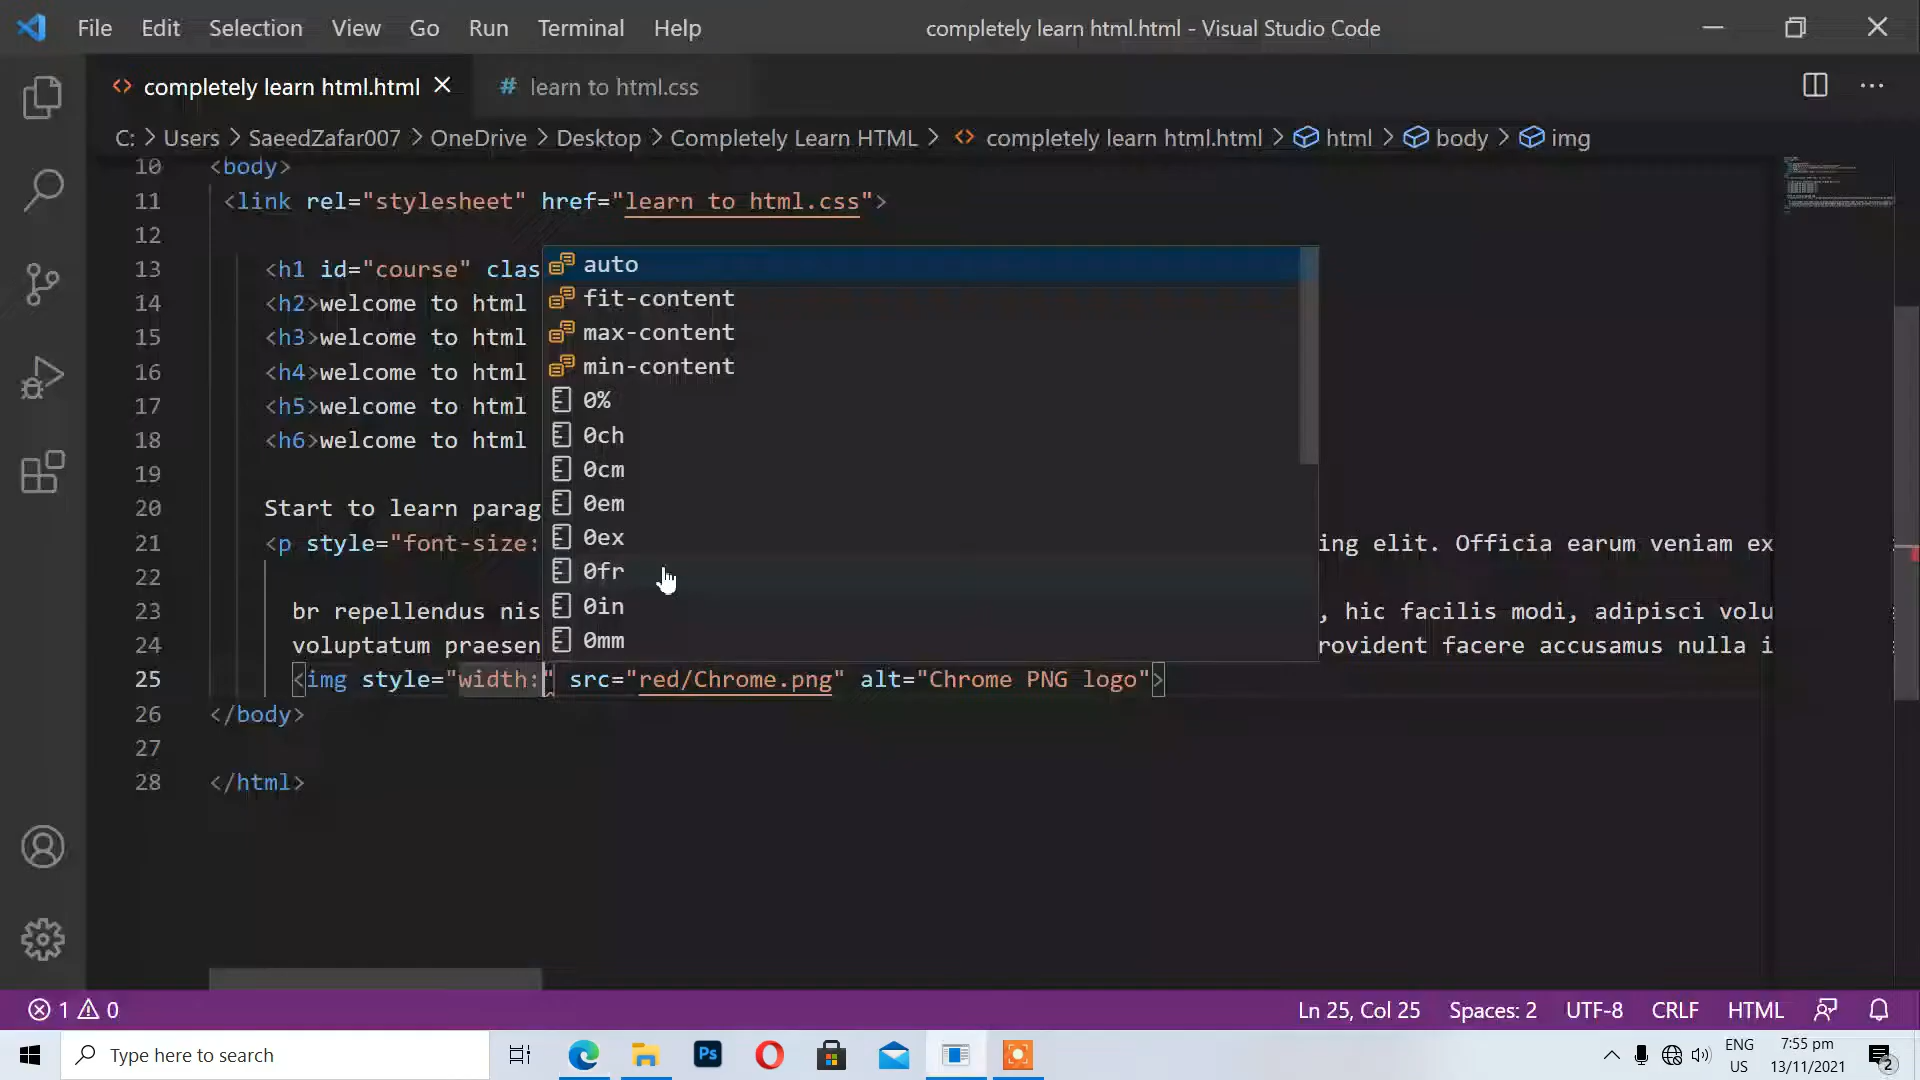 File Edit Selection View Go Run Terminal Help completely learn html.html - Visual Studio Code
completely learn html.html # learn to html.css
C: > Users > SaeedZafar007 > OneDrive > Desktop > Completely Learn HTML > completely learn html.html > html > body > img
10 <body>
11 <link rel="stylesheet" href="learn to html.css">
12
13 <h1 id="course" clas
14 <h2>welcome to html
15 <h3>welcome to html
16 <h4>welcome to html
17 <h5>welcome to html
18 <h6>welcome to html
19
20 Start to learn parag
21 <p style="font-size: ing elit. Officia earum veniam ex
22
23 br repellendus nis , hic facilis modi, adipisci volu
24 voluptatum praesen rovident facere accusamus nulla i
auto
fit-content
max-content
min-content
0%
0ch
0cm
0em
0ex
0fr
0in
0mm
25 <img style="width:" src="red/Chrome.png" alt="Chrome PNG logo">
26 </body>
27
28 </html>
1 0 Ln 25, Col 25 Spaces: 2 UTF-8 CRLF HTML
Type here to search Ps ENG 7:55 pm
US 13/11/2021 2